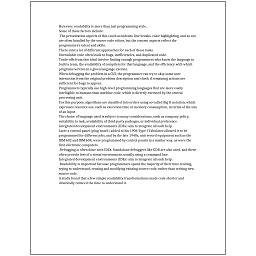 However, readability is more than just programming style.
Some of these factors include:
The presentation aspects of this (such as indents, line breaks, color highlighting, and so on) are often handled by the source code editor, but the content aspects reflect the programmer's talent and skills.
There exist a lot of different approaches for each of those tasks.
Unreadable code often leads to bugs, inefficiencies, and duplicated code.
Trade-offs from this ideal involve finding enough programmers who know the language to build a team, the availability of compilers for that language, and the efficiency with which programs written in a given language execute.
When debugging the problem in a GUI, the programmer can try to skip some user interaction from the original problem description and check if remaining actions are sufficient for bugs to appear.
Programmers typically use high-level programming languages that are more easily intelligible to humans than machine code, which is directly executed by the central processing unit.
For this purpose, algorithms are classified into orders using so-called Big O notation, which expresses resource use, such as execution time or memory consumption, in terms of the size of an input.
The choice of language used is subject to many considerations, such as company policy, suitability to task, availability of third-party packages, or individual preference.
Integrated development environments (IDEs) aim to integrate all such help.
Later a control panel (plug board) added to his 1906 Type I Tabulator allowed it to be programmed for different jobs, and by the late 1940s, unit record equipment such as the IBM 602 and IBM 604, were programmed by control panels in a similar way, as were the first electronic computers.
Debugging is often done with IDEs. Standalone debuggers like GDB are also used, and these often provide less of a visual environment, usually using a command line.
Integrated development environments (IDEs) aim to integrate all such help.
Readability is important because programmers spend the majority of their time reading, trying to understand, reusing and modifying existing source code, rather than writing new source code.
A study found that a few simple readability transformations made code shorter and drastically reduced the time to understand it.